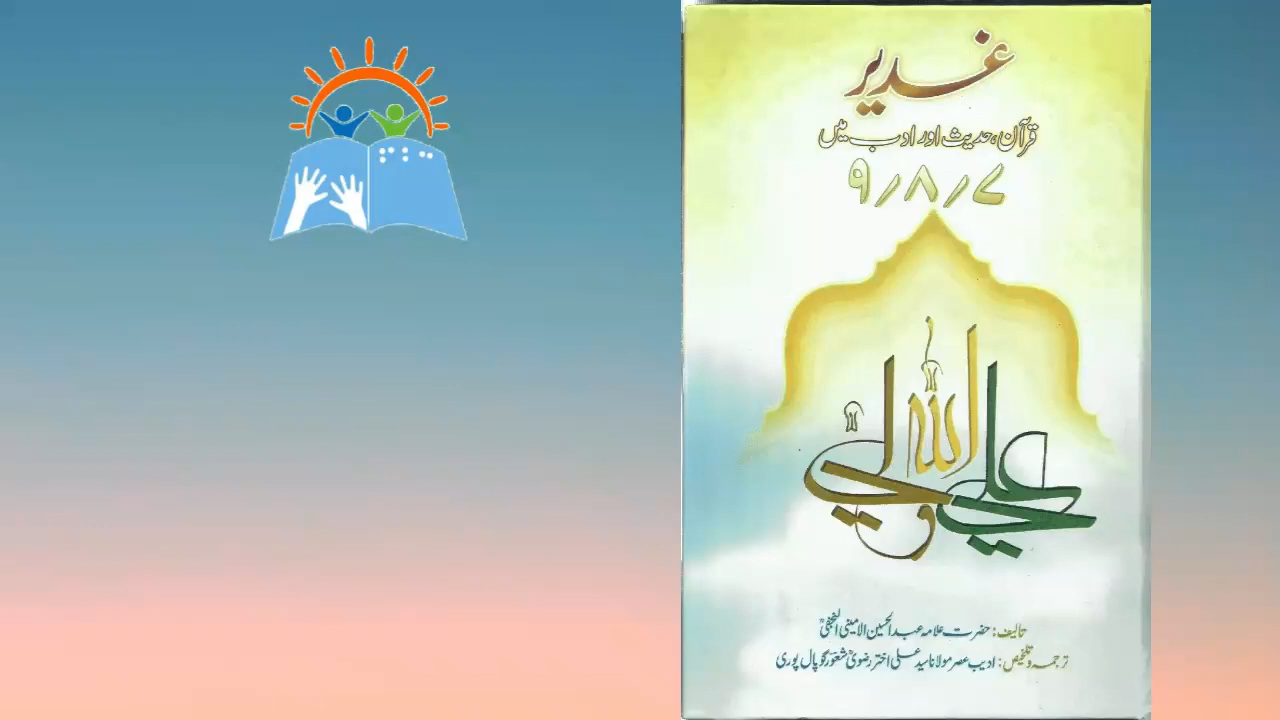 غدیر
قرآن، حدیث اور ادب میں
۷/۸/۹
علی ولی اللہ
تالیف: حضرت علامہ عبدالحسین الامینی النجفیؒ
ترجمہ و تلخیص: ادیب عصر مولانا سید علی اختر رضویؒ شعور گوپال پوری